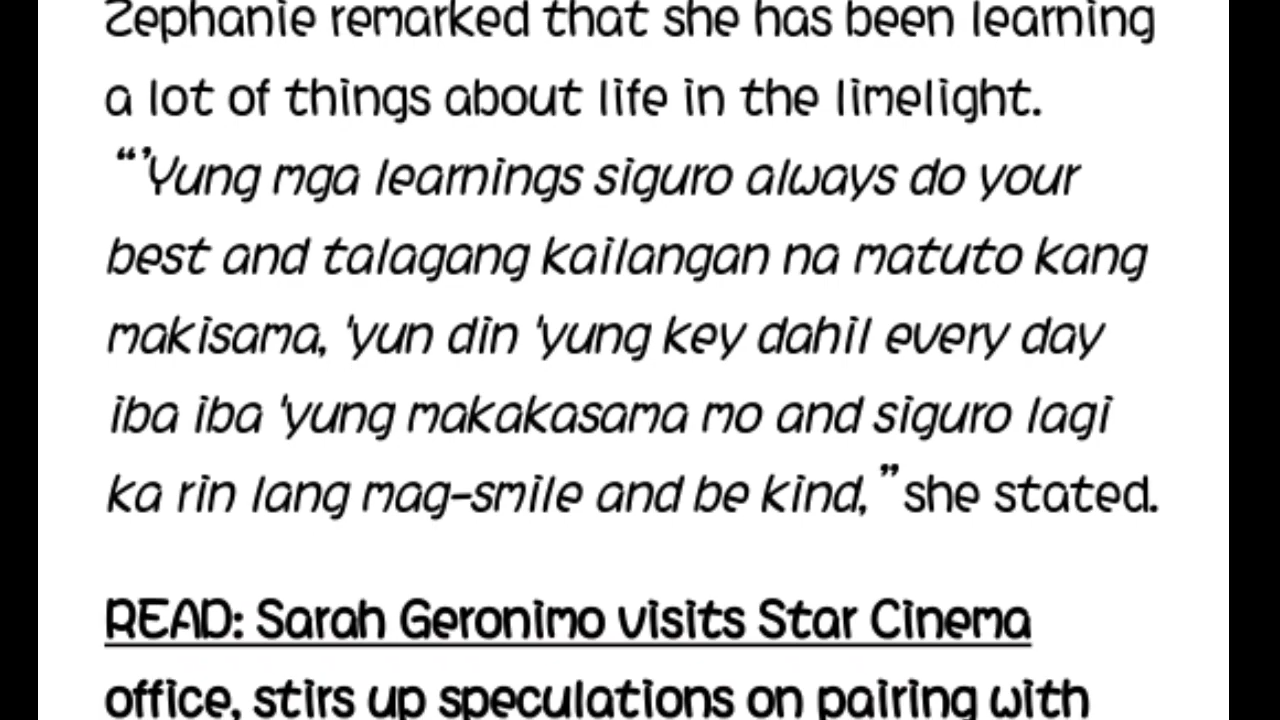 Zephanie remarked that she has been learning
a lot of things about life in the limelight.
“’Yung mga learnings siguro always do your
best and talagang kailangan na matuto kang
makisama, 'yun din 'yung key dahil every day
iba iba 'yung makakasama mo and siguro lagi
ka rin lang mag-smile and be kind,” she stated.
READ: Sarah Geronimo visits Star Cinema
office, stirs up speculations on pairing with